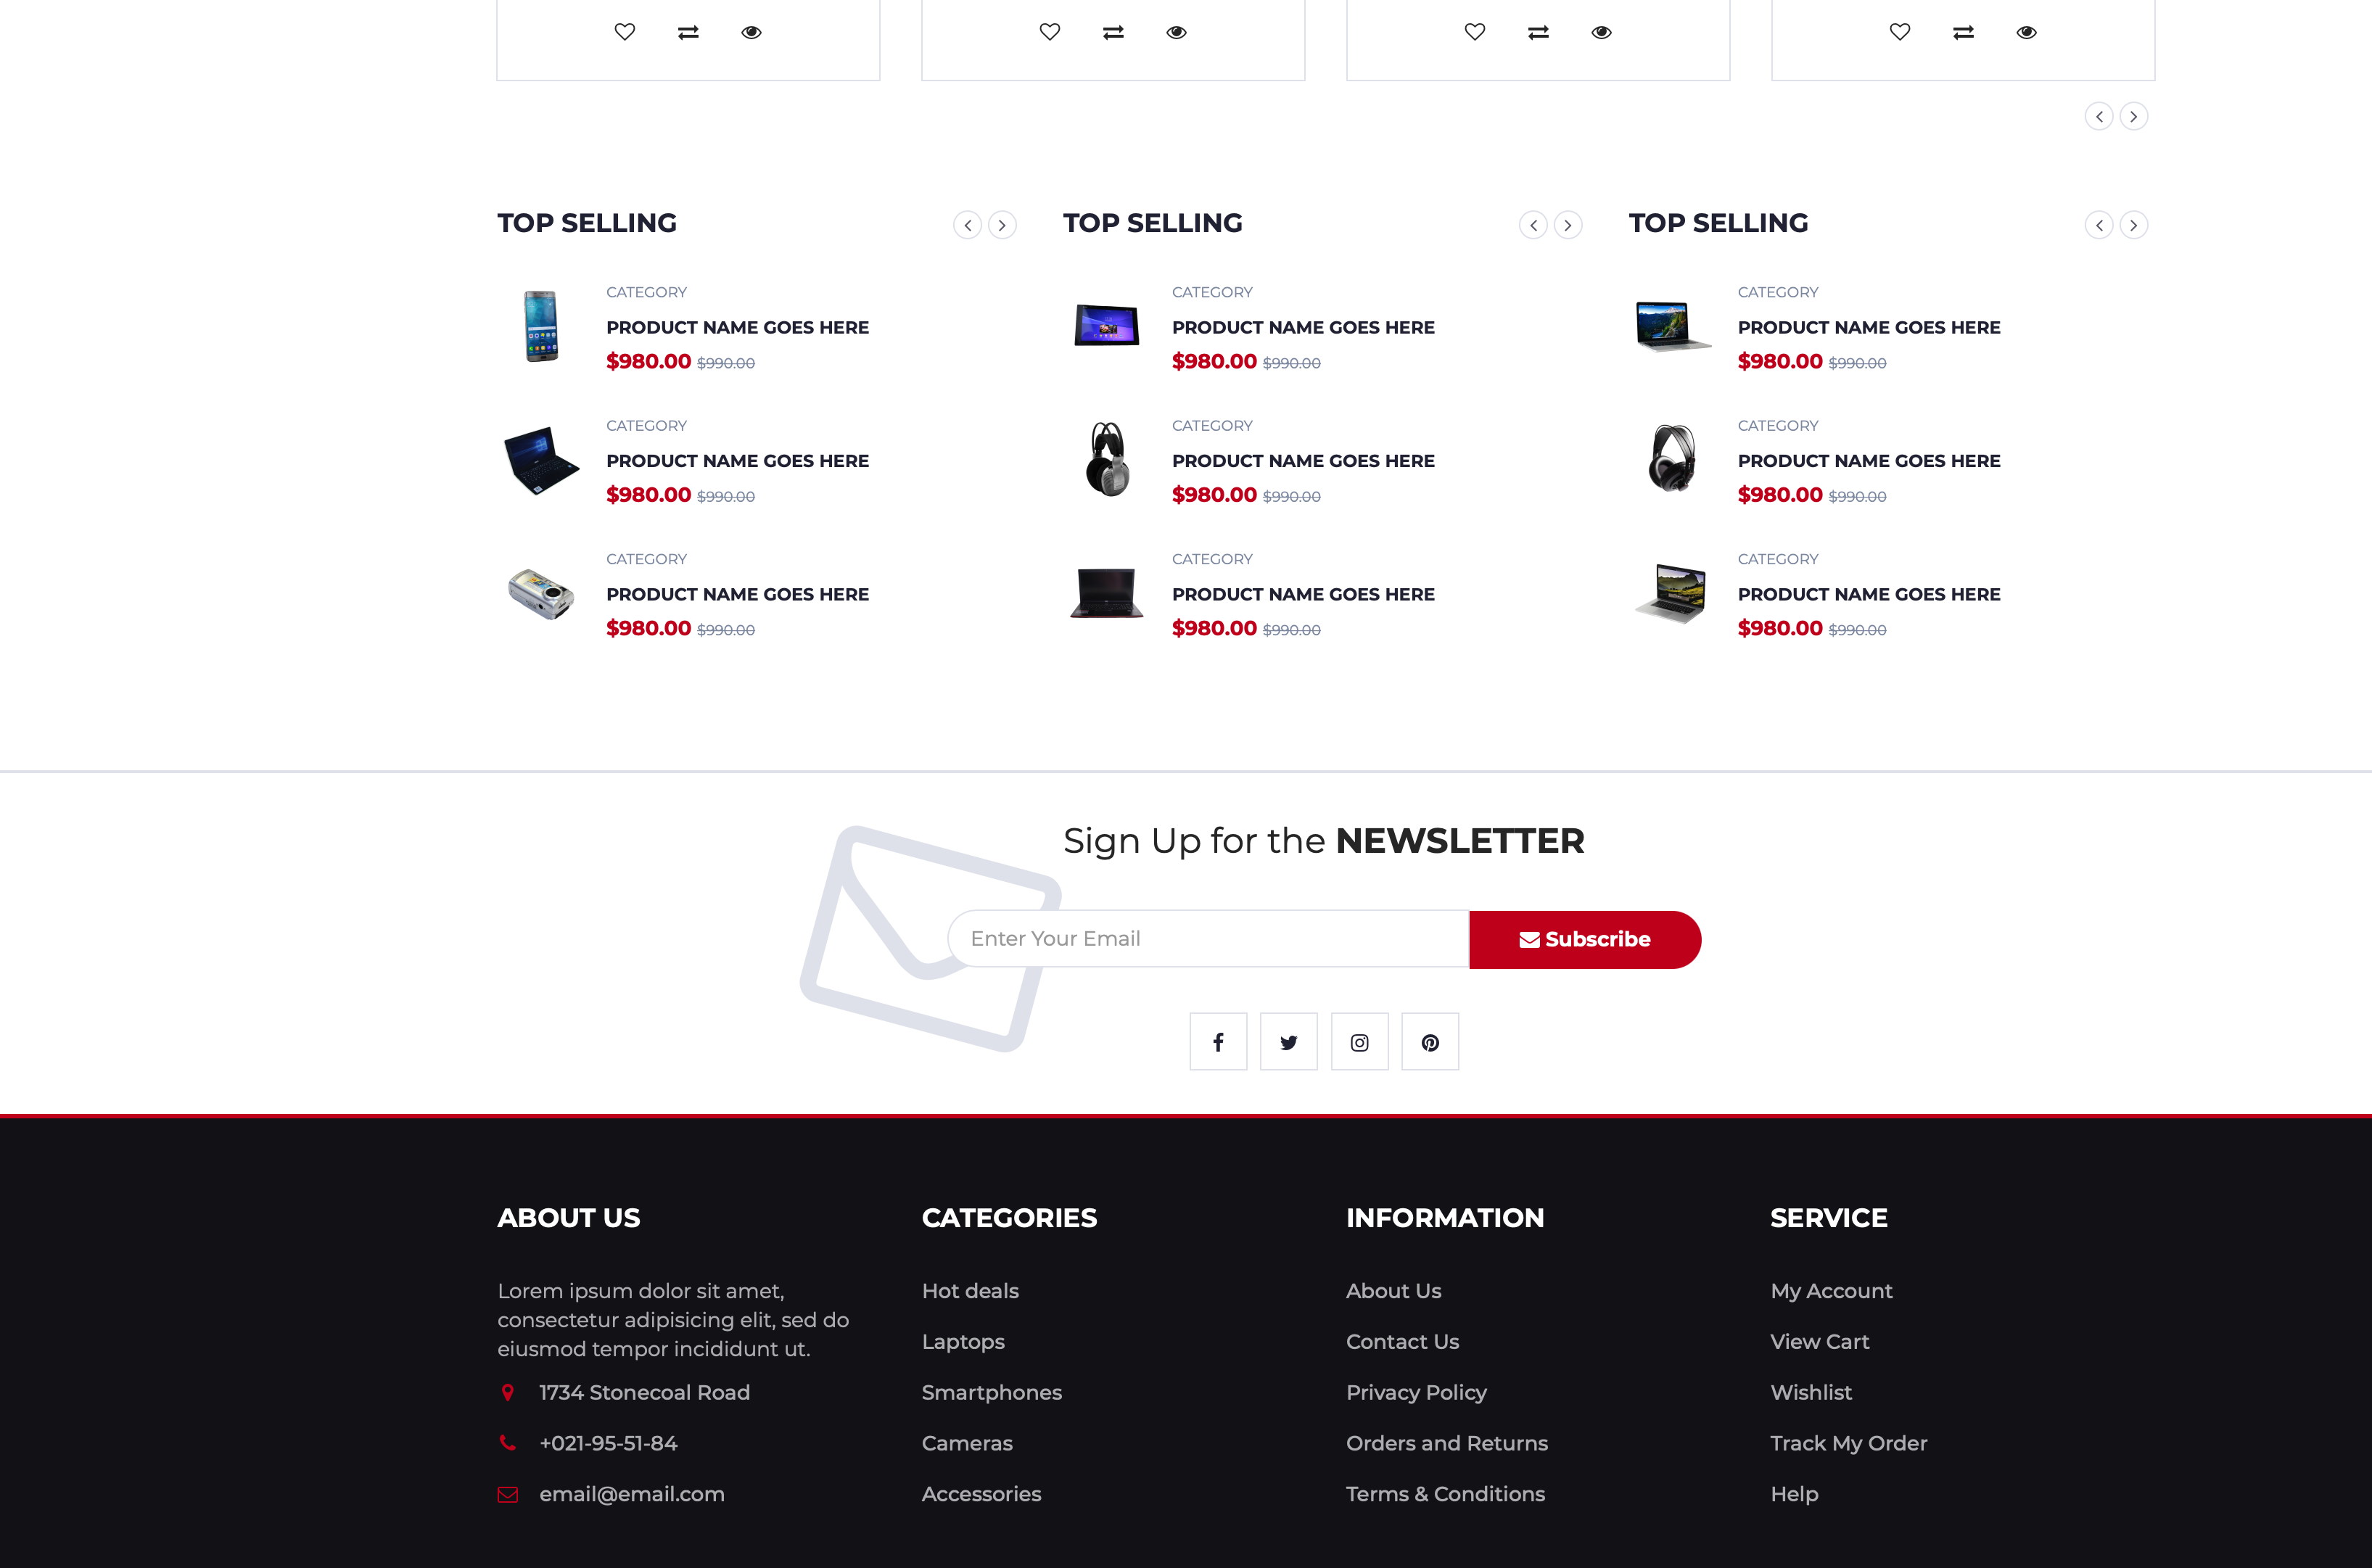 TOP SELLING
CATEGORY
PRODUCT NAME GOES HERE
$980.00 $990.00
CATEGORY
PRODUCT NAME GOES HERE
$980.00 $990.00
CATEGORY
PRODUCT NAME GOES HERE
$980.00 $990.00
TOP SELLING
CATEGORY
PRODUCT NAME GOES HERE
$980.00 $990.00
CATEGORY
PRODUCT NAME GOES HERE
$980.00 $990.00
CATEGORY
PRODUCT NAME GOES HERE
$980.00 $990.00
TOP SELLING
CATEGORY
PRODUCT NAME GOES HERE
$980.00 $990.00
CATEGORY
PRODUCT NAME GOES HERE
$980.00 $990.00
CATEGORY
PRODUCT NAME GOES HERE
$980.00 $990.00
Sign Up for the NEWSLETTER
Enter Your Email
Subscribe
ABOUT US
Lorem ipsum dolor sit amet,
consectetur adipisicing elit, sed do
eiusmod tempor incididunt ut.
1734 Stonecoal Road
+021-95-51-84
email@email.com
CATEGORIES
Hot deals
Laptops
Smartphones
Cameras
Accessories
INFORMATION
About Us
Contact Us
Privacy Policy
Orders and Returns
Terms & Conditions
SERVICE
My Account
View Cart
Wishlist
Track My Order
Help